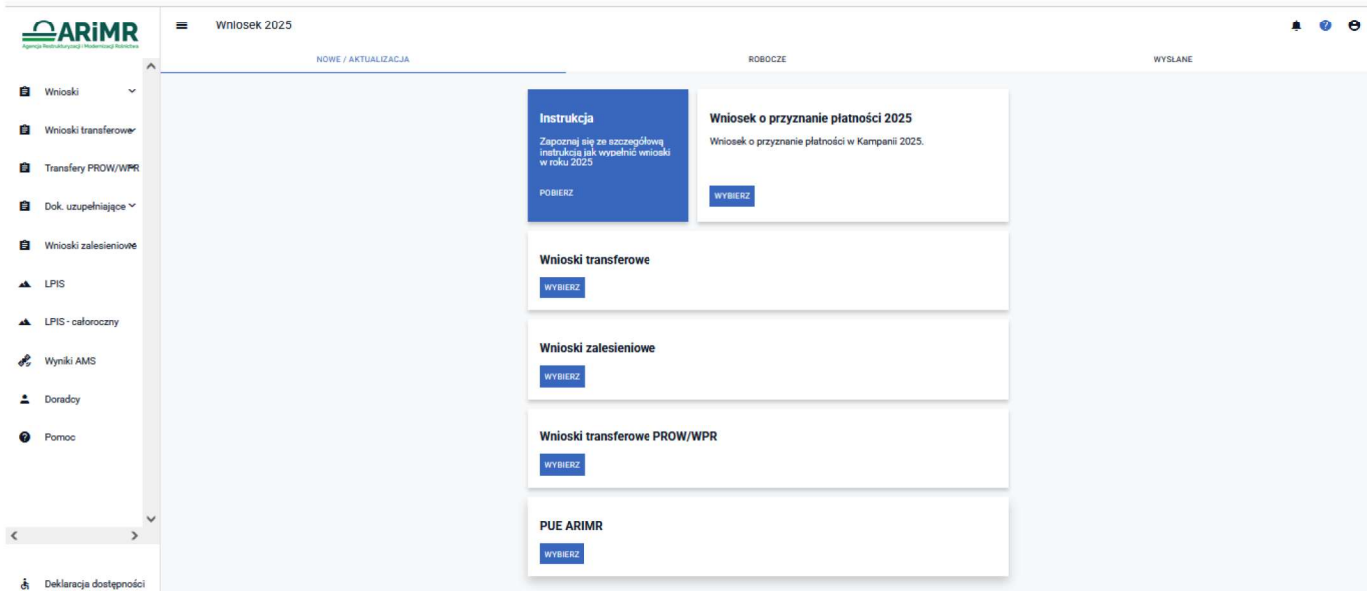 ARiMR
Agencja Restrukturyzacji i Modernizacji Rolnictwa
Wniosek 2025
NOWE / AKTUALIZACJA
ROBOCZE
WYSŁANE
Wnioski
Wnioski transferowe
Transfery PROW/WPR
Dok. uzupełniające
Wnioski zalesieniowe
LPIS
LPIS - całoroczny
Wyniki AMS
Doradcy
Pomoc
Deklaracja dostępności
Instrukcja
Zapoznaj się ze szczegółową
instrukcją jak wypełnić wnioski
w roku 2025
POBIERZ
Wniosek o przyznanie płatności 2025
Wniosek o przyznanie płatności w Kampanii 2025.
WYBIERZ
Wnioski transferowe
WYBIERZ
Wnioski zalesieniowe
WYBIERZ
Wnioski transferowe PROW/WPR
WYBIERZ
PUE ARIMR
WYBIERZ